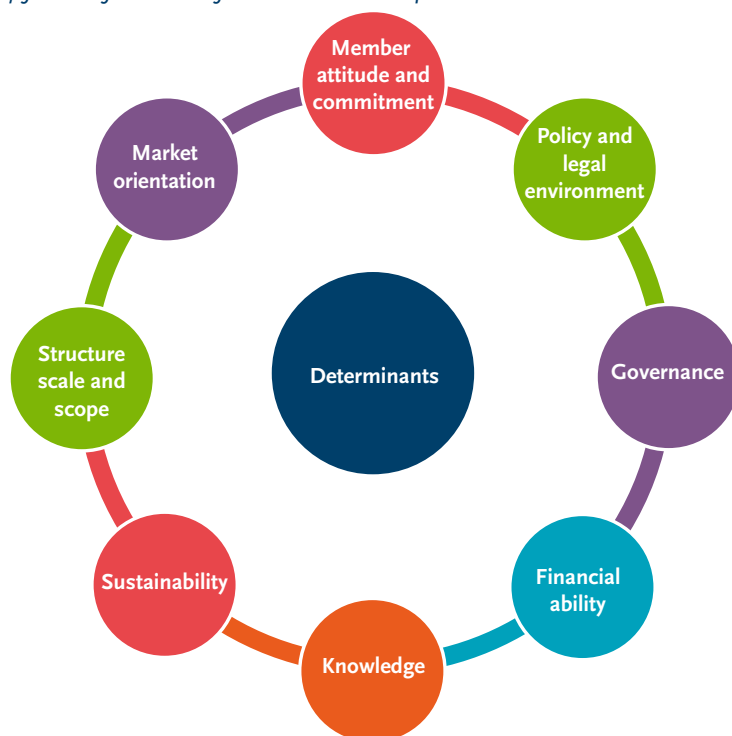 Member
attitude and
commitment
Policy and
legal
environment
Governance
Financial
ability
Knowledge
Sustainability
Structure
scale and
scope
Market
orientation
Determinants